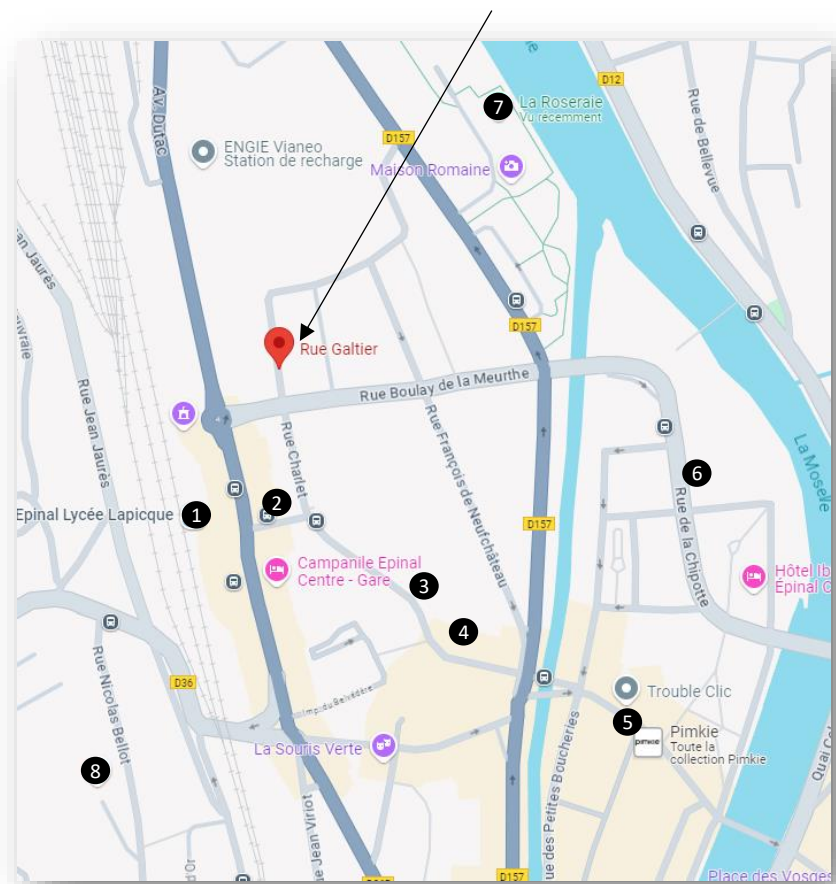 D12
Av. Dutac
Rue de Bellevue
7
La Roseraie
Vu récemment
ENGIE Vianeo
Station de recharge
D157
Maison Romaine
Rue Jean Jaurès
D157
Rue Galtier
Rue Boulay de la Meurthe
Rue Charlet
Rue François de Neufchâteau
La Moselle
6
Rue de la Chipotte
2
1
Epinal Lycée Lapicque
D157
Campanile Epinal
Centre - Gare
3
Hôtel Ib
Épinal C
4
Rue Nicolas Bellot
D36
Imp. du Belvédère
Trouble Clic
5
Pimkie
Toute la
collection Pimkie
pimkie
La Souris Verte
8
ue des Petites Boucheries
e Jean Viriot
Quai
D157
Place des Vosges